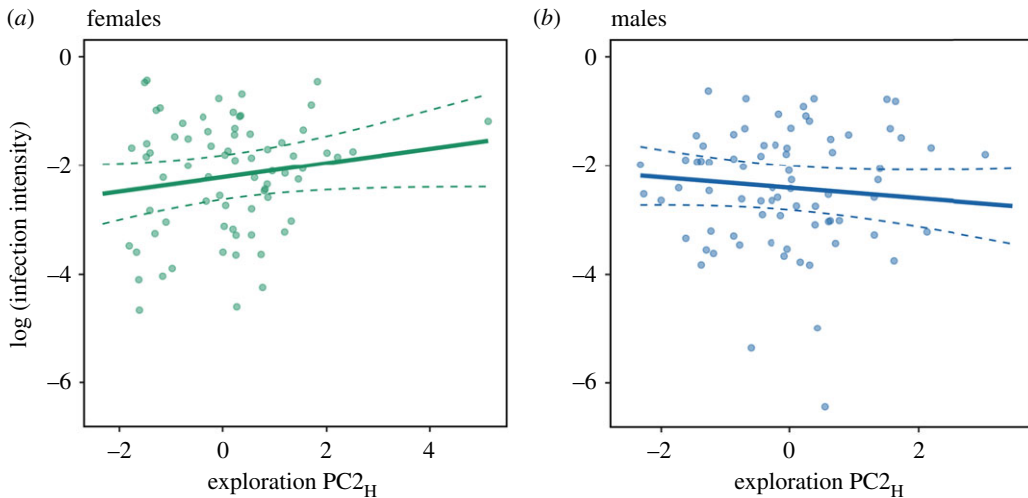 (a) females
(b) males
log (infection intensity)
0
–2
–4
–6
–2 0 2 4
exploration PC2H
0
–2
–4
–6
–2 0 2
exploration PC2H